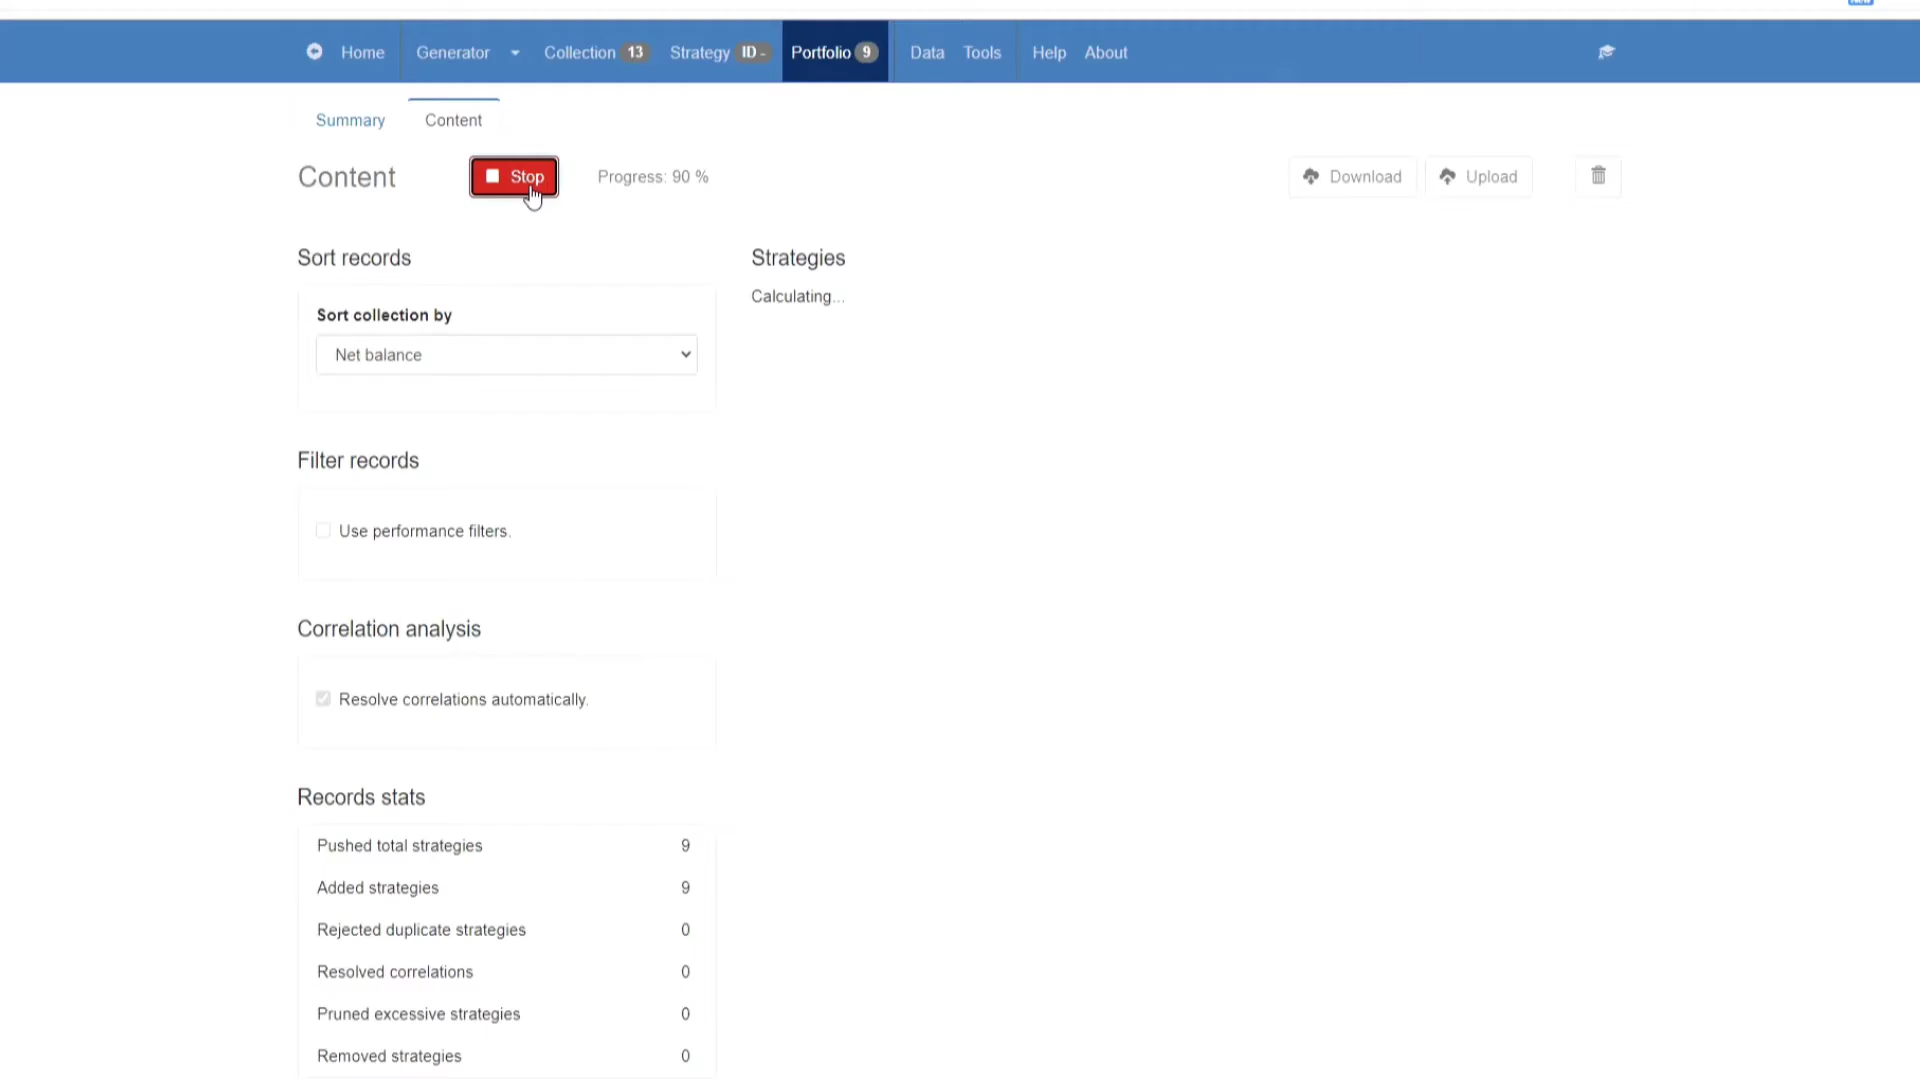 Home Generator Collection 13 Strategy ID - Portfolio 9 Data Tools Help About
Summary Content
Content Stop Progress: 90 % Download Upload
Sort records
Sort collection by
Net balance
Filter records
Use performance filters.
Correlation analysis
Resolve correlations automatically.
Records stats
Pushed total strategies 9
Added strategies 9
Rejected duplicate strategies 0
Resolved correlations 0
Pruned excessive strategies 0
Removed strategies 0
Strategies
Calculating...